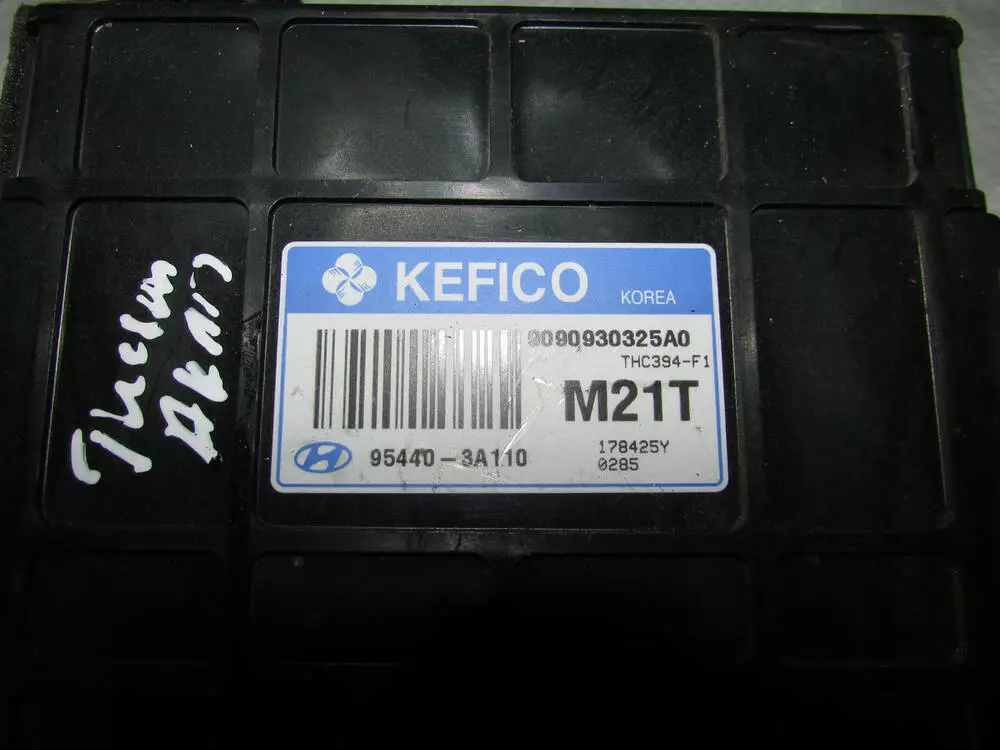 KEFICO
KOREA
9090930325A0
THC394-F1
M21T
95440-3A110
178425Y
0285